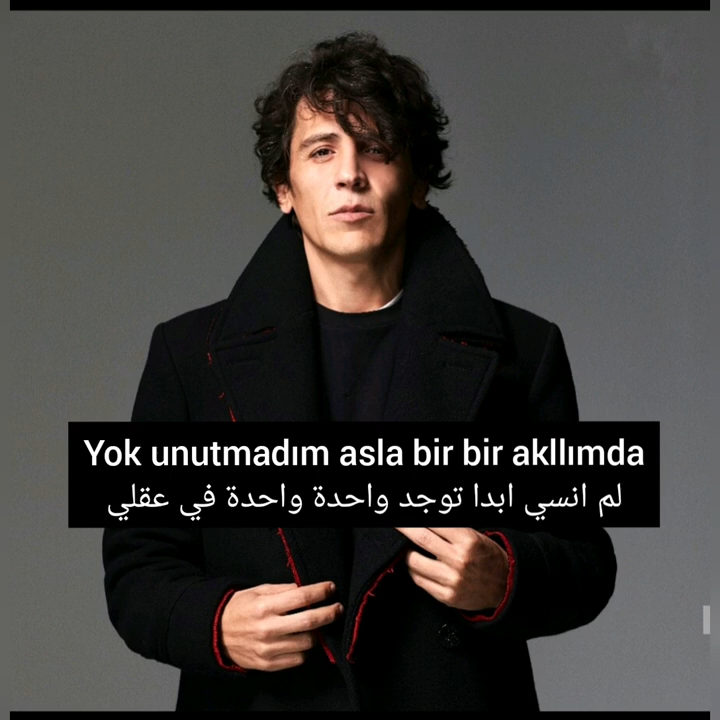 Yok unutmadım asla bir bir akllımda
لم انسي ابدا توجد واحدة واحدة في عقلي